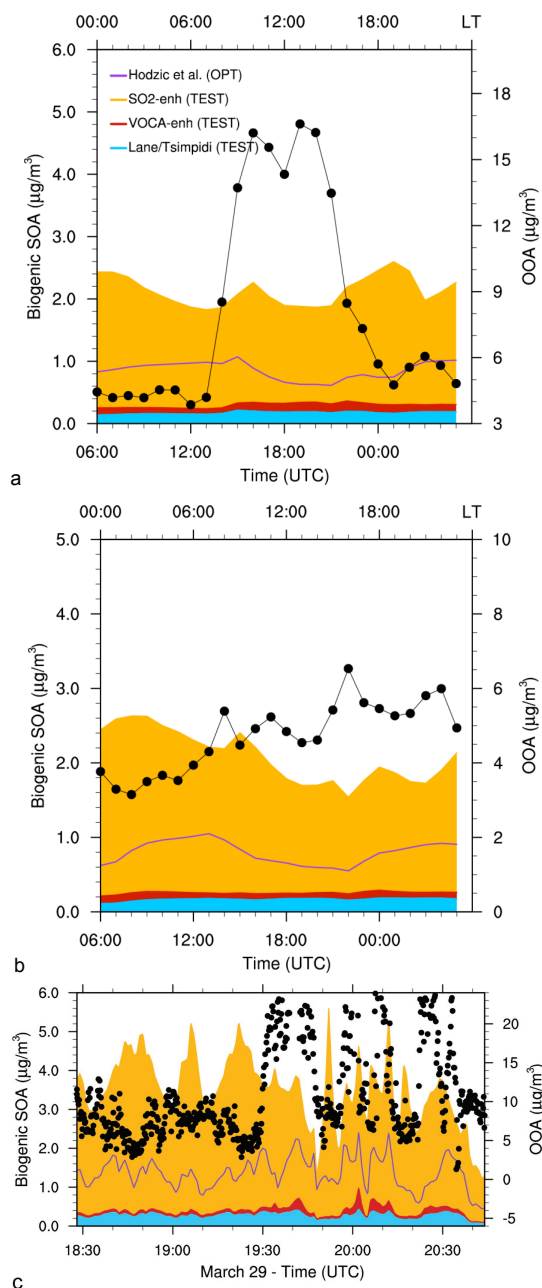 00:00 06:00 12:00 18:00 LT
6.0 5.0 4.0 3.0 2.0 1.0 0.0
Biogenic SOA (µg/m³)
Hodzic et al. (OPT)
SO2-enh (TEST)
VOCA-enh (TEST)
Lane/Tsimpidi (TEST)
18 15 12 9 6 3
OOA (µg/m³)
06:00 12:00 18:00 00:00
Time (UTC)
a
00:00 06:00 12:00 18:00 LT
5.0 4.0 3.0 2.0 1.0 0.0
Biogenic SOA (µg/m³)
10 8 6 4 2 0
OOA (µg/m³)
06:00 12:00 18:00 00:00
Time (UTC)
b
6.0 5.0 4.0 3.0 2.0 1.0 0.0
Biogenic SOA (µg/m³)
20 15 10 5 0 -5
OOA (µg/m³)
18:30 19:00 19:30 20:00 20:30
March 29 - Time (UTC)
c